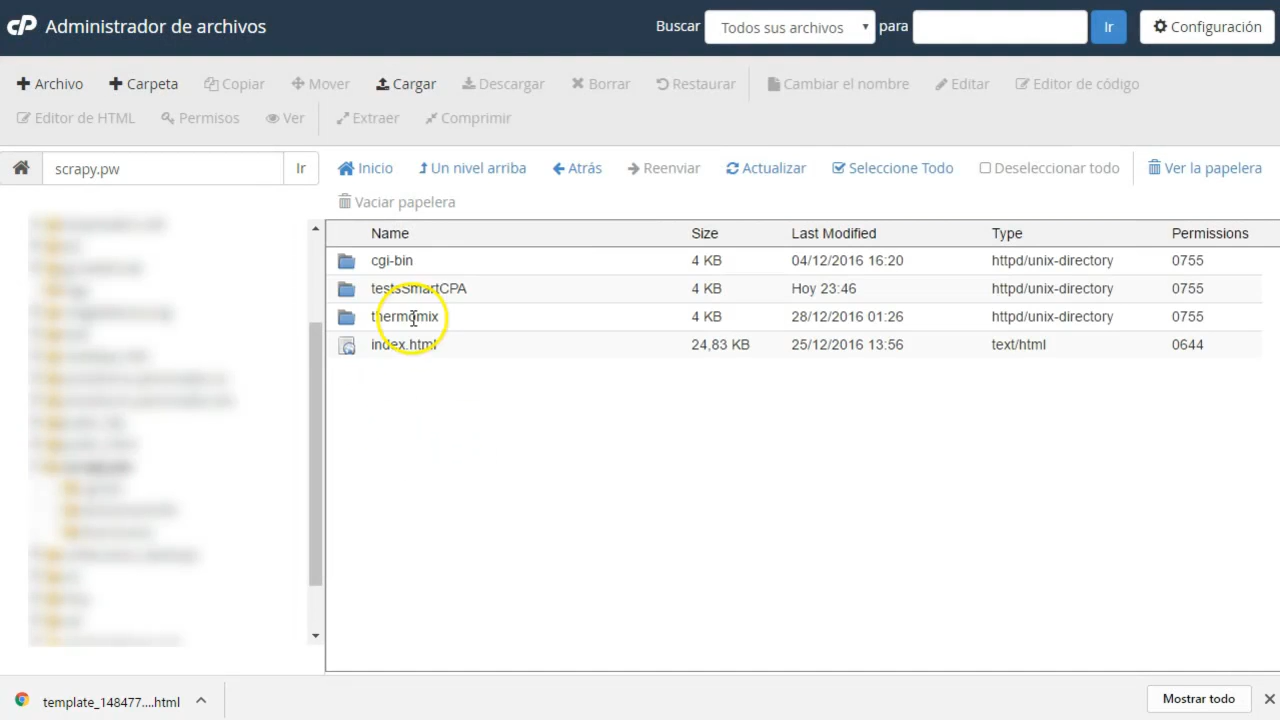 cP Administrador de archivos
Buscar Todos sus archivos para Ir Configuración
Archivo Carpeta Copiar Mover Cargar Descargar Borrar Restaurar Cambiar el nombre Editar Editor de código
Editor de HTML Permisos Ver Extraer Comprimir
scrapy.pw Ir Inicio Un nivel arriba Atrás Reenviar Actualizar Seleccione Todo Deseleccionar todo Ver la papelera
Vaciar papelera
Name Size Last Modified Type Permissions
cgi-bin 4 KB 04/12/2016 16:20 httpd/unix-directory 0755
testsSmartCPA 4 KB Hoy 23:46 httpd/unix-directory 0755
thermomix 4 KB 28/12/2016 01:26 httpd/unix-directory 0755
index.html 24,83 KB 25/12/2016 13:56 text/html 0644
template_148477....html Mostrar todo